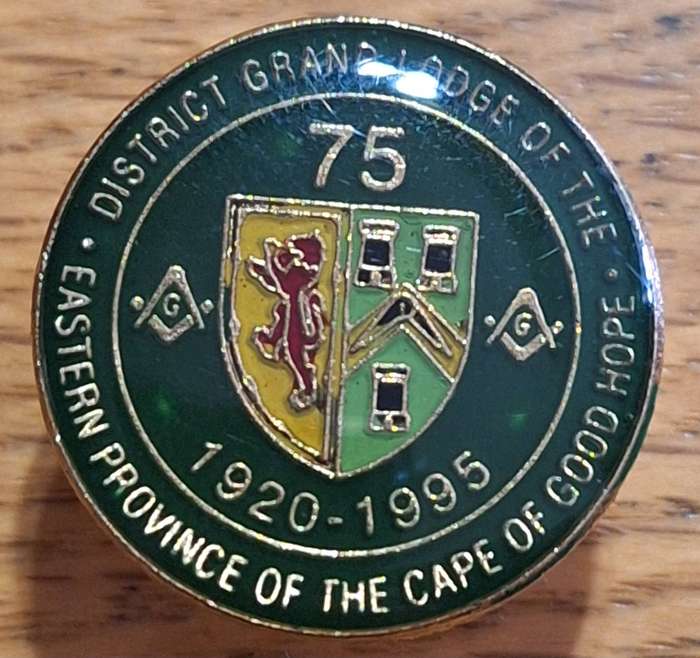 DISTRICT GRAND LODGE OF THE
· EASTERN PROVINCE OF THE CAPE OF GOOD HOPE ·
75
G
G
1920-1995